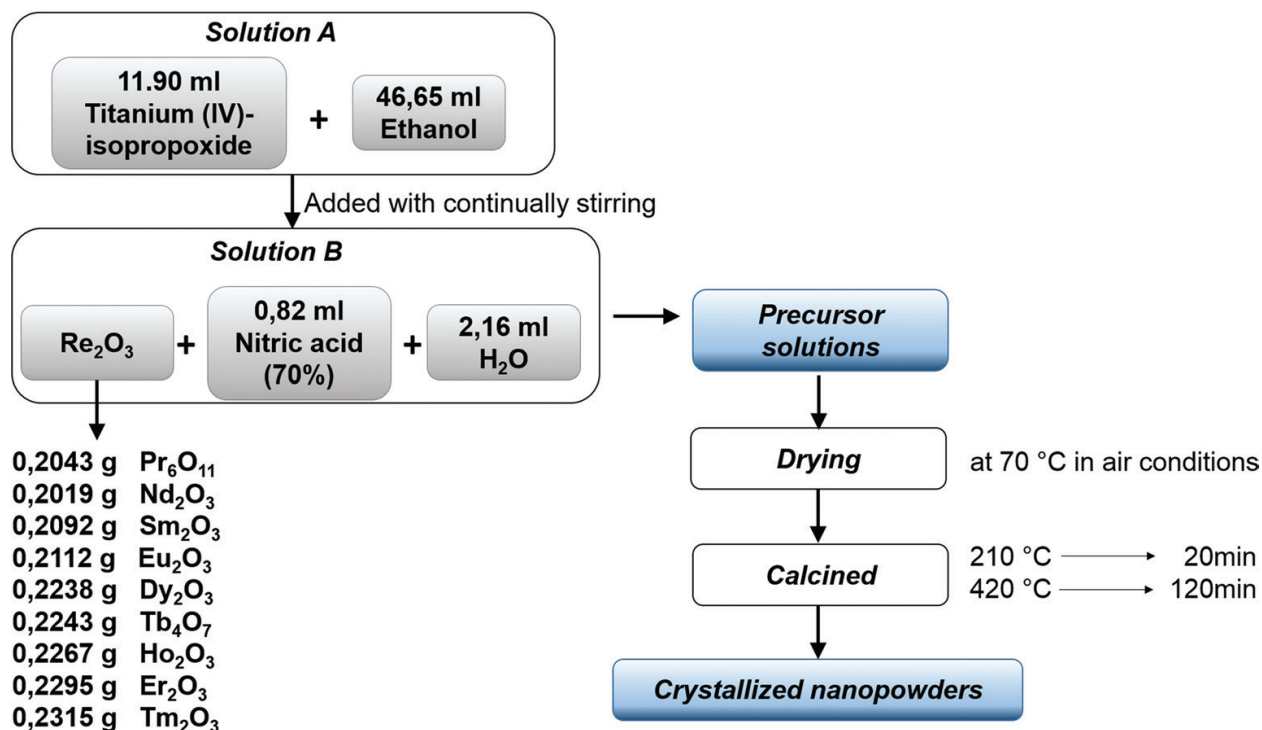 Solution A
11.90 ml
Titanium (IV)-
isopropoxide
+
46,65 ml
Ethanol
Added with continually stirring
Solution B
Re₂O₃
+
0,82 ml
Nitric acid
(70%)
+
2,16 ml
H₂O
0,2043 g Pr₆O₁₁
0,2019 g Nd₂O₃
0,2092 g Sm₂O₃
0,2112 g Eu₂O₃
0,2238 g Dy₂O₃
0,2243 g Tb₄O₇
0,2267 g Ho₂O₃
0,2295 g Er₂O₃
0,2315 g Tm₂O₃
Precursor
solutions
Drying
at 70 °C in air conditions
Calcined
210 °C 20min
420 °C 120min
Crystallized nanopowders